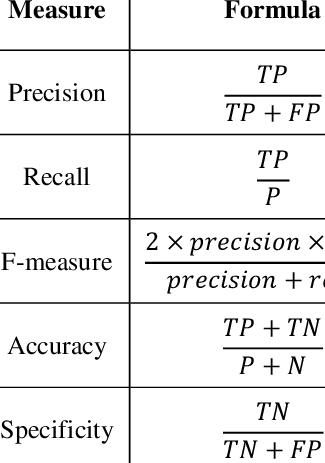 Measure Formula
Precision TP / TP + FP
Recall TP / P
F-measure 2 × precision × / precision +
Accuracy TP + TN / P + N
Specificity TN / TN + FP